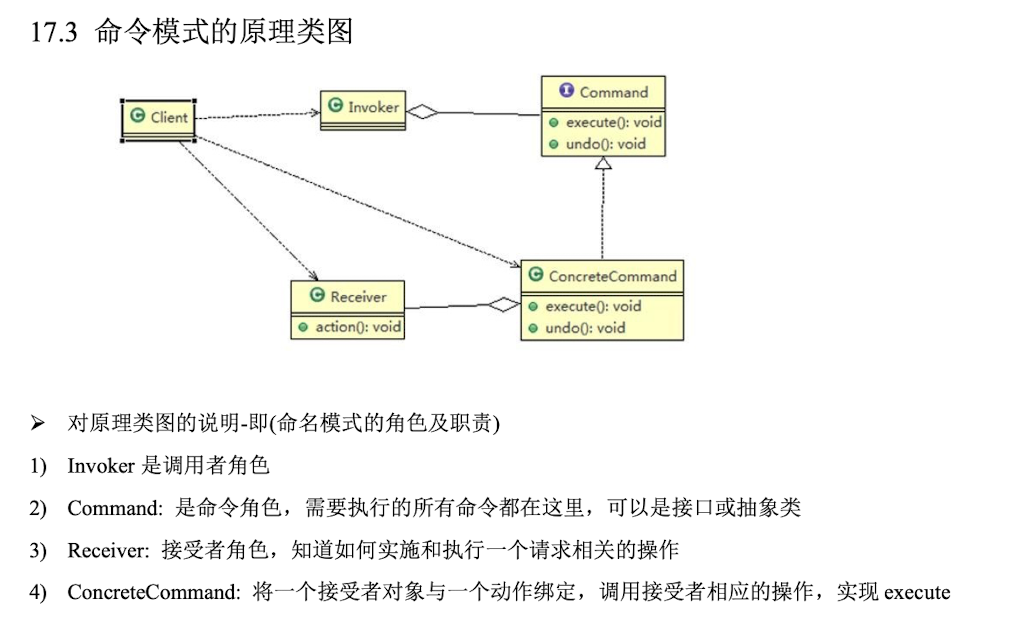 17.3 命令模式的原理类图
Client
Invoker
Command
execute(): void
undo(): void
Receiver
action(): void
ConcreteCommand
execute(): void
undo(): void
➢ 对原理类图的说明-即(命名模式的角色及职责)
1) Invoker 是调用者角色
2) Command: 是命令角色，需要执行的所有命令都在这里，可以是接口或抽象类
3) Receiver: 接受者角色，知道如何实施和执行一个请求相关的操作
4) ConcreteCommand: 将一个接受者对象与一个动作绑定，调用接受者相应的操作，实现 execute